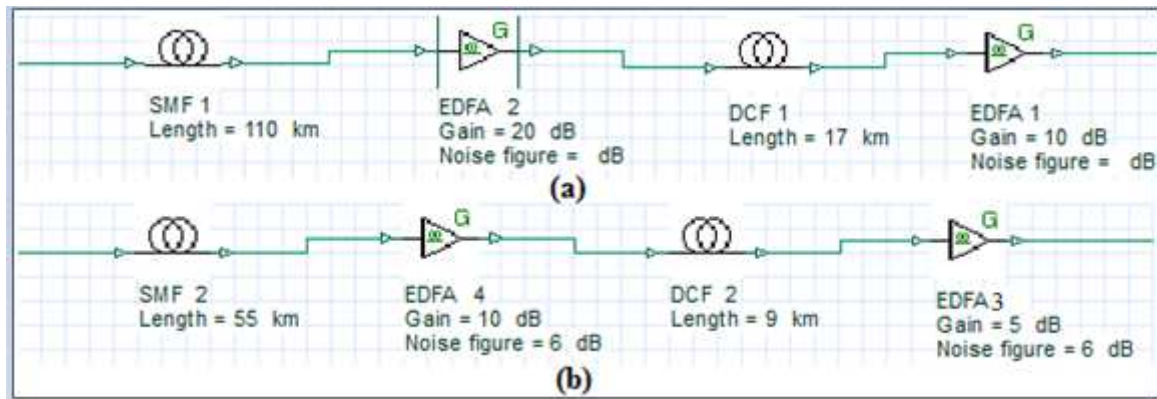 G
G
SMF 1
Length = 110 km
EDFA 2
Gain = 20 dB
Noise figure = dB
DCF 1
Length = 17 km
EDFA 1
Gain = 10 dB
Noise figure = dB
(a)
G
G
SMF 2
Length = 55 km
EDFA 4
Gain = 10 dB
Noise figure = 6 dB
DCF 2
Length = 9 km
EDFA 3
Gain = 5 dB
Noise figure = 6 dB
(b)